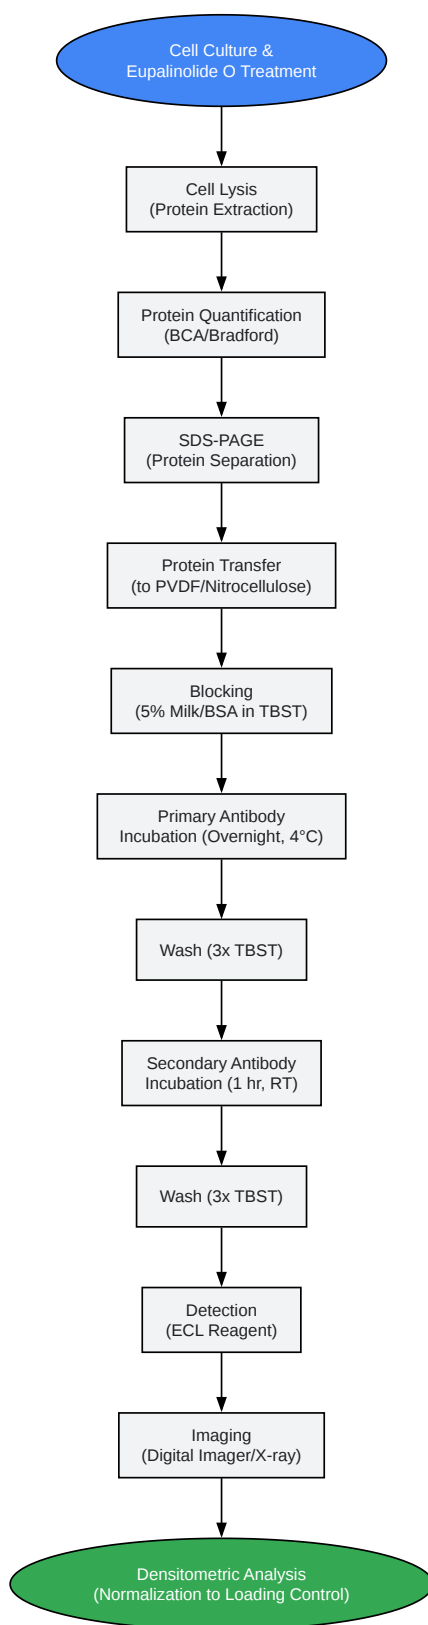 Cell Culture &
Eupalinolide O Treatment
Cell Lysis
(Protein Extraction)
Protein Quantification
(BCA/Bradford)
SDS-PAGE
(Protein Separation)
Protein Transfer
(to PVDF/Nitrocellulose)
Blocking
(5% Milk/BSA in TBST)
Primary Antibody
Incubation (Overnight, 4°C)
Wash (3x TBST)
Secondary Antibody
Incubation (1 hr, RT)
Wash (3x TBST)
Detection
(ECL Reagent)
Imaging
(Digital Imager/X-ray)
Densitometric Analysis
(Normalization to Loading Control)